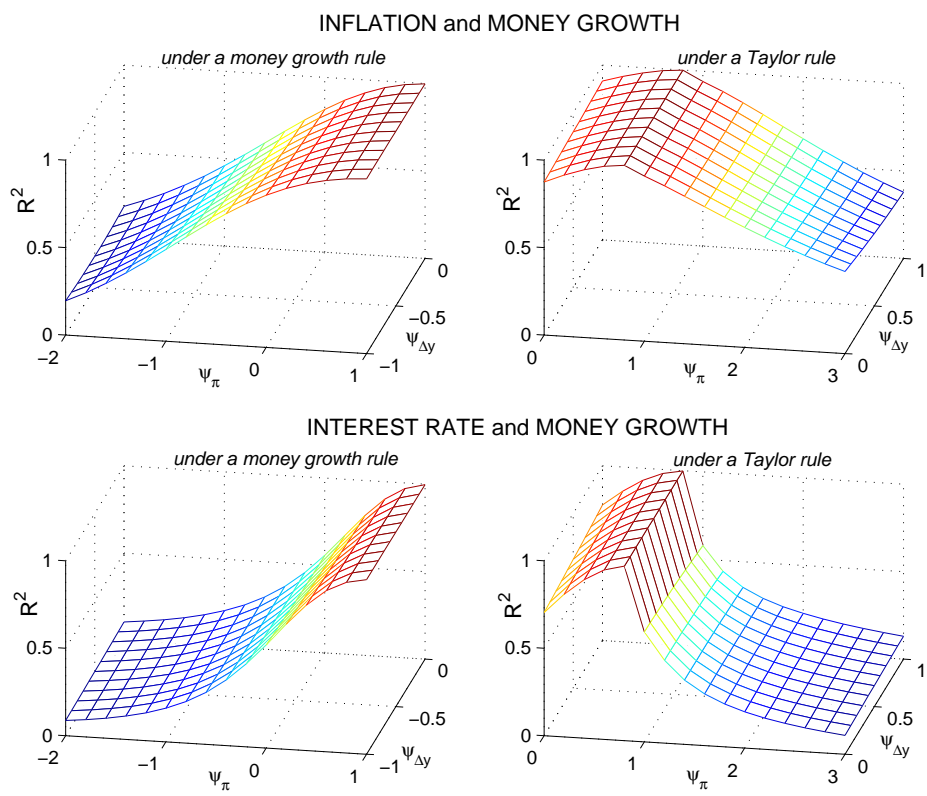 INFLATION and MONEY GROWTH
under a money growth rule
under a Taylor rule
1
0.5
0
R²
−2
−1
0
1
ψπ
−1
−0.5
0
ψΔy
1
0.5
0
R²
0
1
2
3
ψπ
0
0.5
1
ψΔy
INTEREST RATE and MONEY GROWTH
under a money growth rule
under a Taylor rule
1
0.5
0
R²
−2
−1
0
1
ψπ
−1
−0.5
0
ψΔy
1
0.5
0
R²
0
1
2
3
ψπ
0
0.5
1
ψΔy